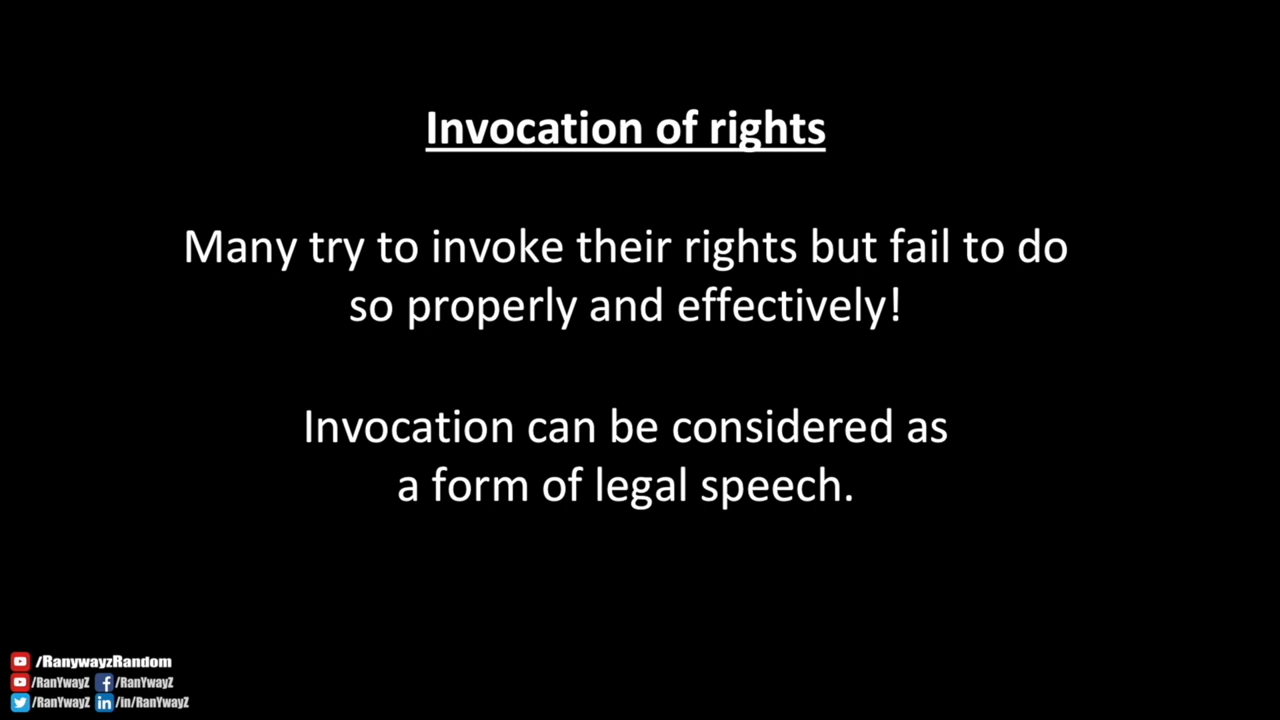 Invocation of rights
Many try to invoke their rights but fail to do
so properly and effectively!
Invocation can be considered as
a form of legal speech.
/RanywayzRandom
/RanYwayZ /RanYwayZ
/RanYwayZ /in/RanYwayZ